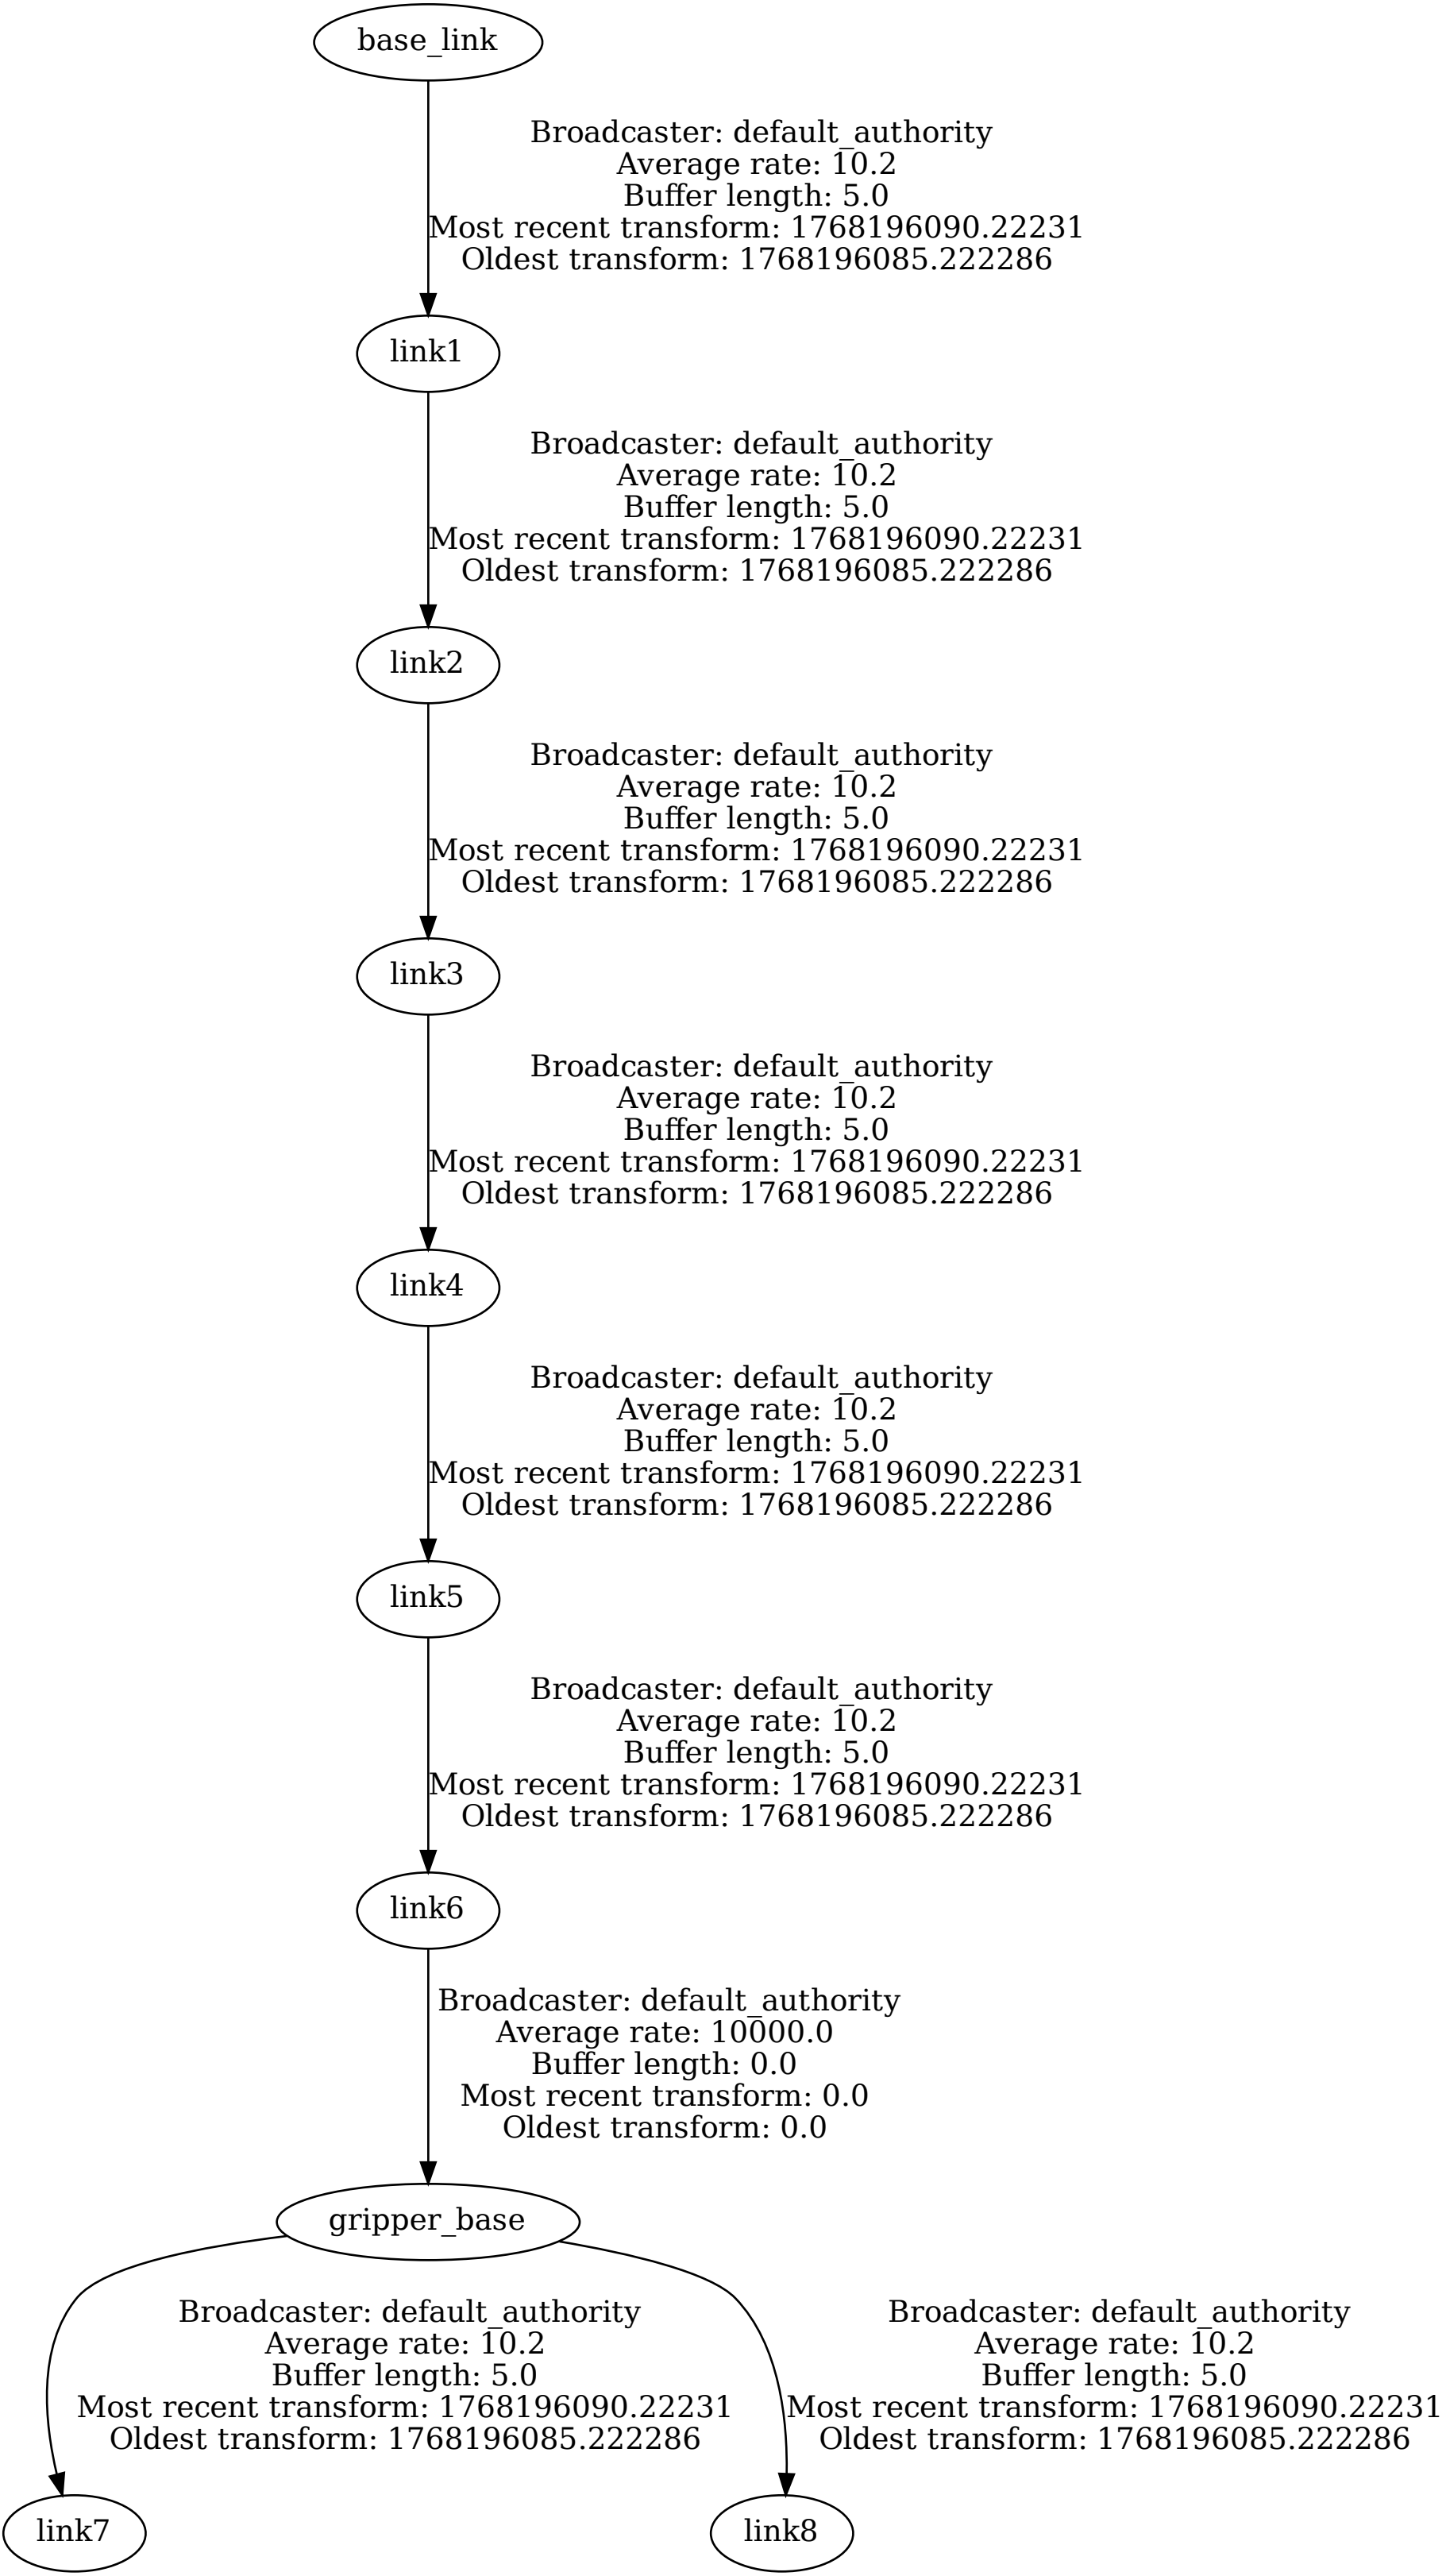 base_link
Broadcaster: default_authority
Average rate: 10.2
Buffer length: 5.0
Most recent transform: 1768196090.22231
Oldest transform: 1768196085.222286
link1
Broadcaster: default_authority
Average rate: 10.2
Buffer length: 5.0
Most recent transform: 1768196090.22231
Oldest transform: 1768196085.222286
link2
Broadcaster: default_authority
Average rate: 10.2
Buffer length: 5.0
Most recent transform: 1768196090.22231
Oldest transform: 1768196085.222286
link3
Broadcaster: default_authority
Average rate: 10.2
Buffer length: 5.0
Most recent transform: 1768196090.22231
Oldest transform: 1768196085.222286
link4
Broadcaster: default_authority
Average rate: 10.2
Buffer length: 5.0
Most recent transform: 1768196090.22231
Oldest transform: 1768196085.222286
link5
Broadcaster: default_authority
Average rate: 10.2
Buffer length: 5.0
Most recent transform: 1768196090.22231
Oldest transform: 1768196085.222286
link6
Broadcaster: default_authority
Average rate: 10000.0
Buffer length: 0.0
Most recent transform: 0.0
Oldest transform: 0.0
gripper_base
Broadcaster: default_authority
Average rate: 10.2
Buffer length: 5.0
Most recent transform: 1768196090.22231
Oldest transform: 1768196085.222286
Broadcaster: default_authority
Average rate: 10.2
Buffer length: 5.0
Most recent transform: 1768196090.22231
Oldest transform: 1768196085.222286
link7
link8